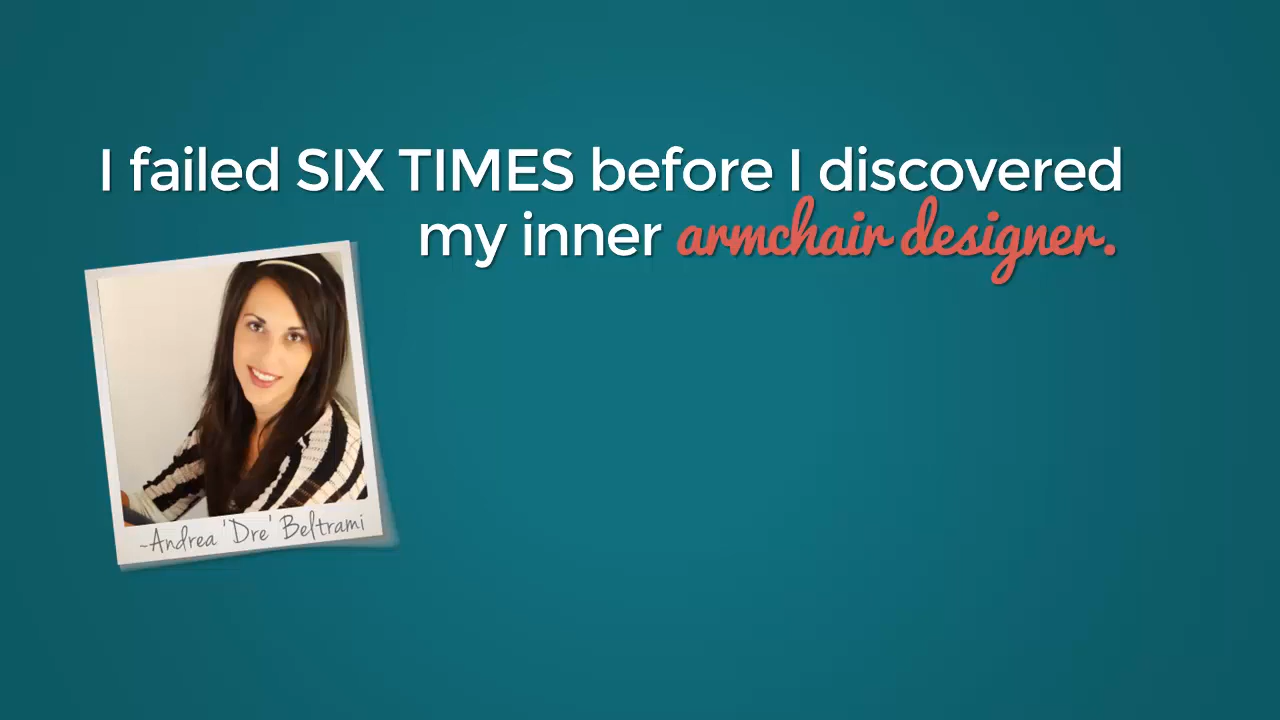 I failed SIX TIMES before I discovered
my inner armchair designer.
~Andrea 'Dre' Beltrami